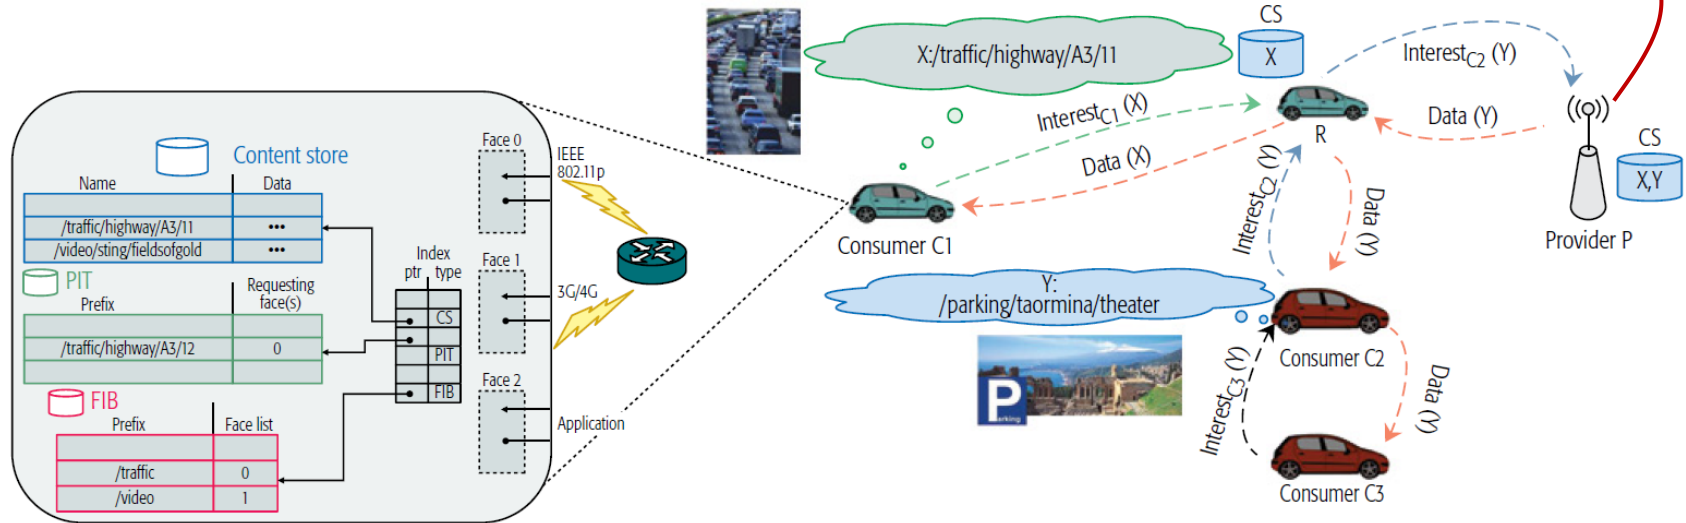 Content store
Name Data
/traffic/highway/A3/11 •••
/video/sting/fieldsofgold •••
PIT
Prefix
Requesting
face(s)
/traffic/highway/A3/12 0
FIB
Prefix Face list
/traffic 0
/video 1
Index
ptr type
CS
PIT
FIB
Face 0
Face 1
Face 2
IEEE
802.11p
3G/4G
Application
X:/traffic/highway/A3/11
CS
X
Interest_C1 (X)
Data (X)
Consumer C1
R
Interest_C2 (Y)
Data (Y)
CS
X,Y
Provider P
Interest_C2 (Y)
Data (Y)
Y:
/parking/taormina/theater
Consumer C2
P
arking
Interest_C3 (Y)
Data (Y)
Consumer C3